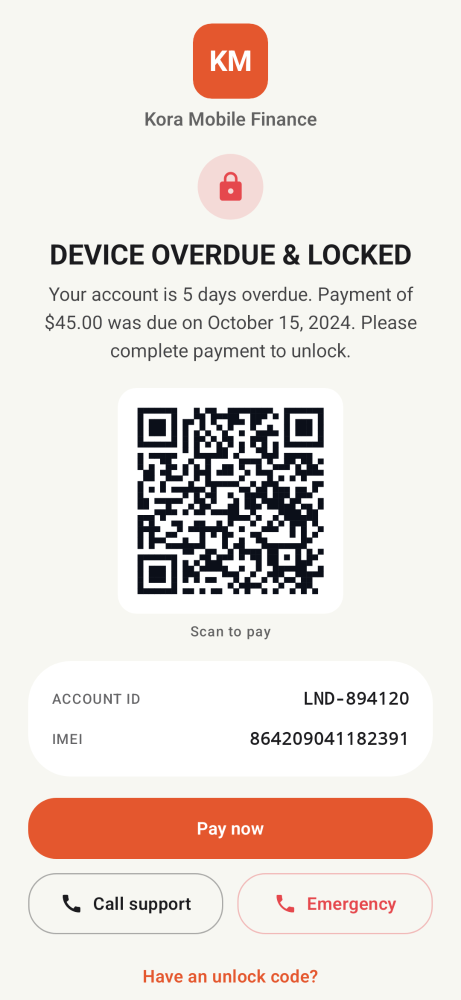 KM
Kora Mobile Finance
DEVICE OVERDUE & LOCKED
Your account is 5 days overdue. Payment of
$45.00 was due on October 15, 2024. Please
complete payment to unlock.
Scan to pay
ACCOUNT ID LND-894120
IMEI 864209041182391
Pay now
Call support Emergency
Have an unlock code?